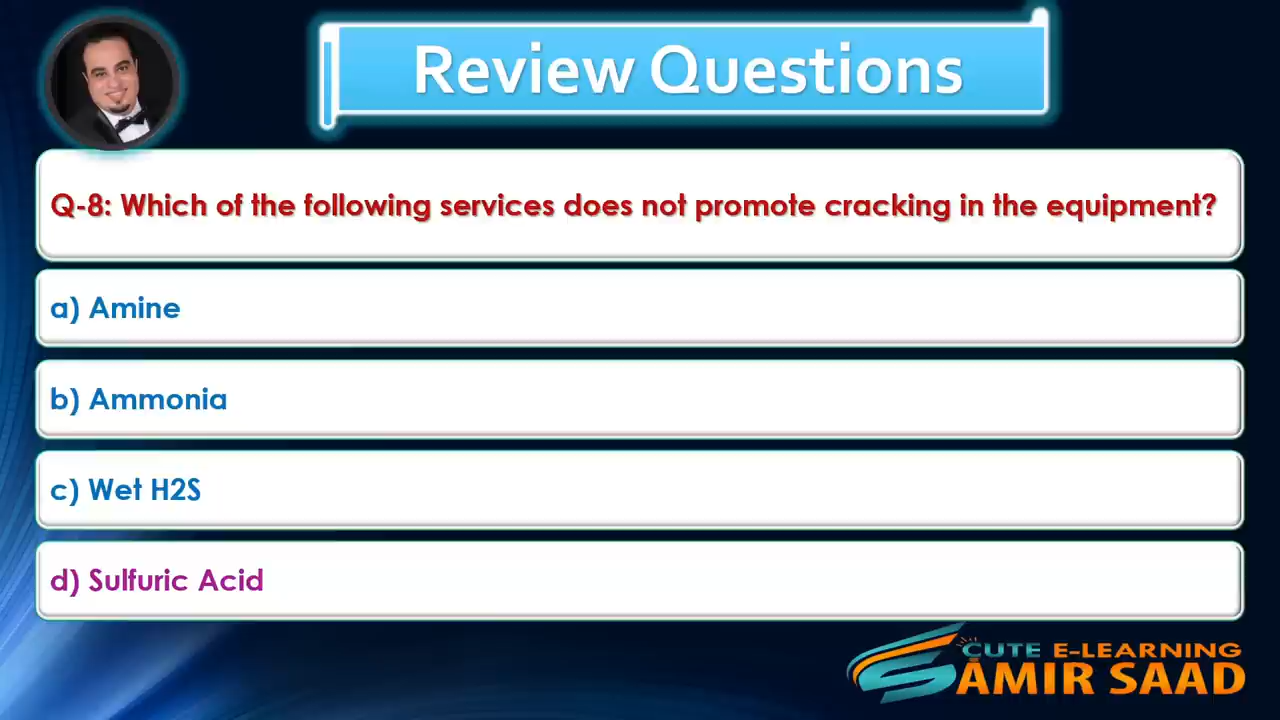 Review Questions
Q-8: Which of the following services does not promote cracking in the equipment?
a) Amine
b) Ammonia
c) Wet H2S
d) Sulfuric Acid
CUTE E-LEARNING
AMIR SAAD